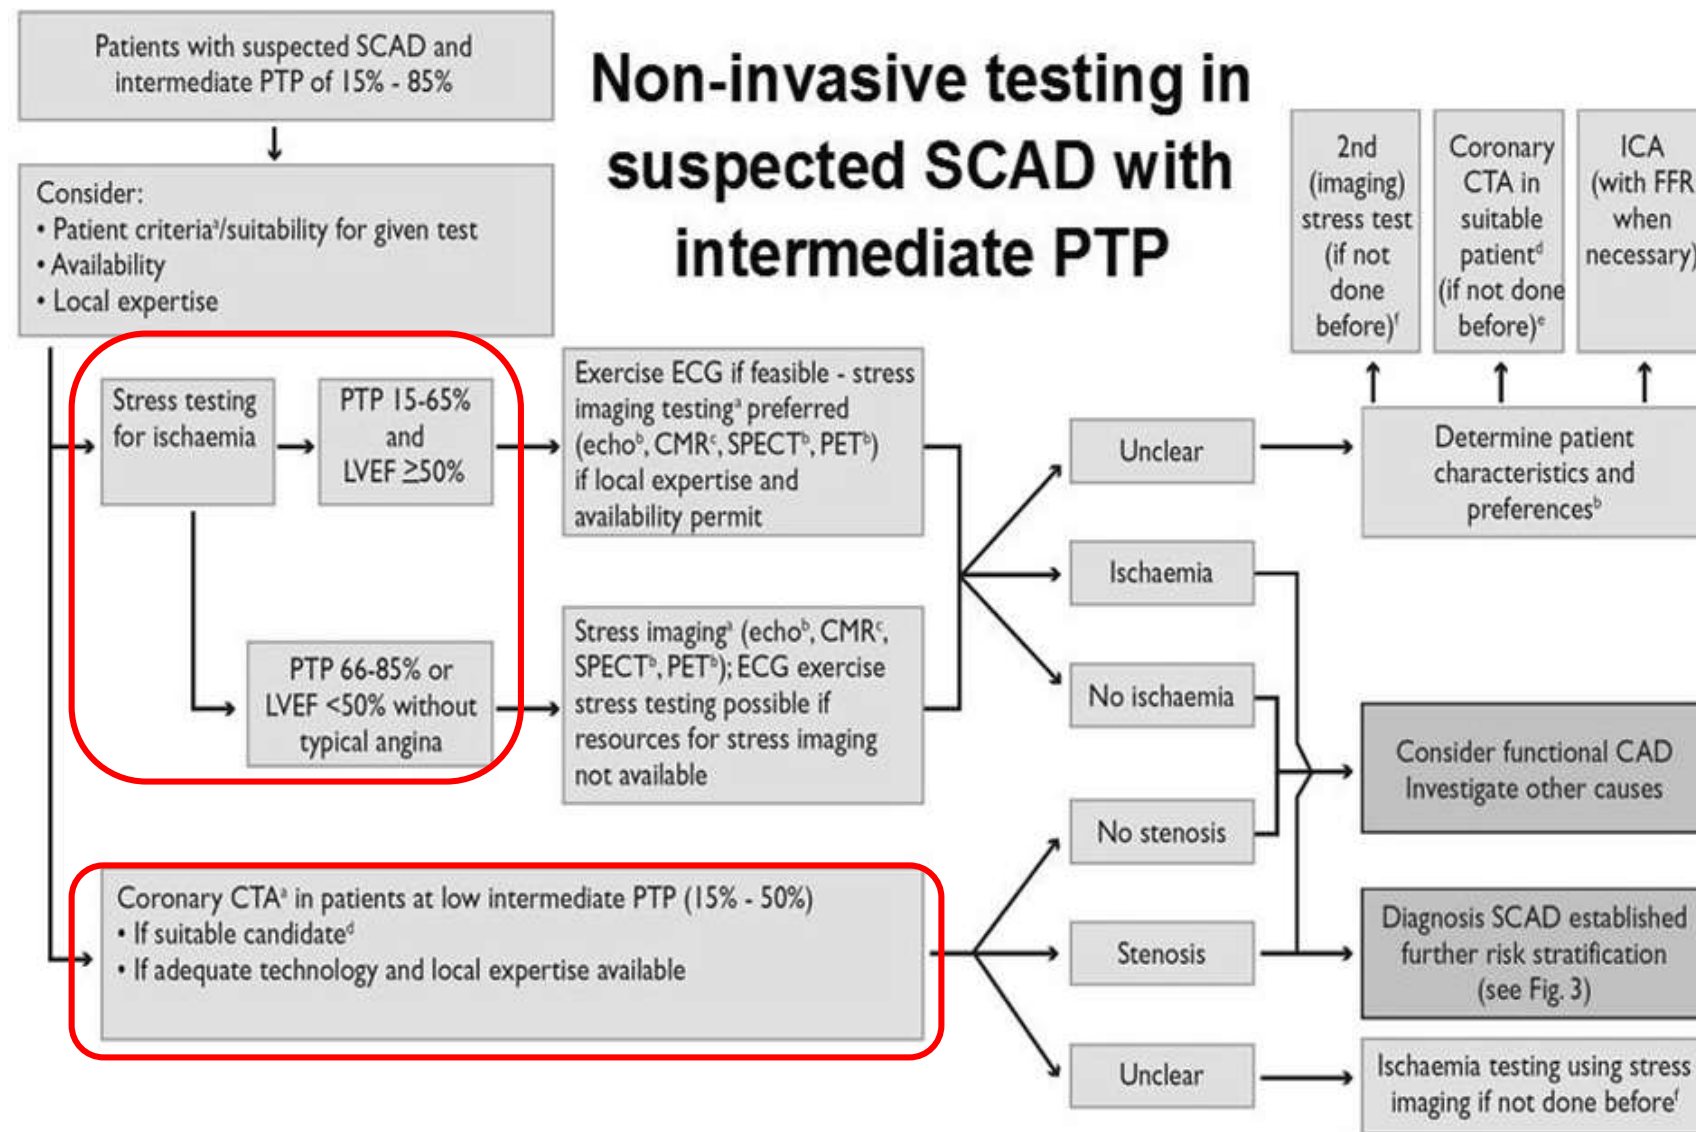 Patients with suspected SCAD and
intermediate PTP of 15% - 85%
Non-invasive testing in
suspected SCAD with
intermediate PTP
Consider:
• Patient criteriaᵃ/suitability for given test
• Availability
• Local expertise
2nd
(imaging)
stress test
(if not
done
before)ᶠ
Coronary
CTA in
suitable
patientᵈ
(if not done
before)ᵉ
ICA
(with FFR
when
necessary)
Stress testing
for ischaemia
PTP 15-65%
and
LVEF ≥50%
Exercise ECG if feasible - stress
imaging testingᵃ preferred
(echoᵇ, CMRᶜ, SPECTᵇ, PETᵇ)
if local expertise and
availability permit
Unclear
Determine patient
characteristics and
preferencesᵇ
Ischaemia
PTP 66-85% or
LVEF <50% without
typical angina
Stress imagingᵃ (echoᵇ, CMRᶜ,
SPECTᵇ, PETᵇ); ECG exercise
stress testing possible if
resources for stress imaging
not available
No ischaemia
Consider functional CAD
Investigate other causes
No stenosis
Coronary CTAᵃ in patients at low intermediate PTP (15% - 50%)
• If suitable candidateᵈ
• If adequate technology and local expertise available
Stenosis
Diagnosis SCAD established
further risk stratification
(see Fig. 3)
Unclear
Ischaemia testing using stress
imaging if not done beforeᶠ